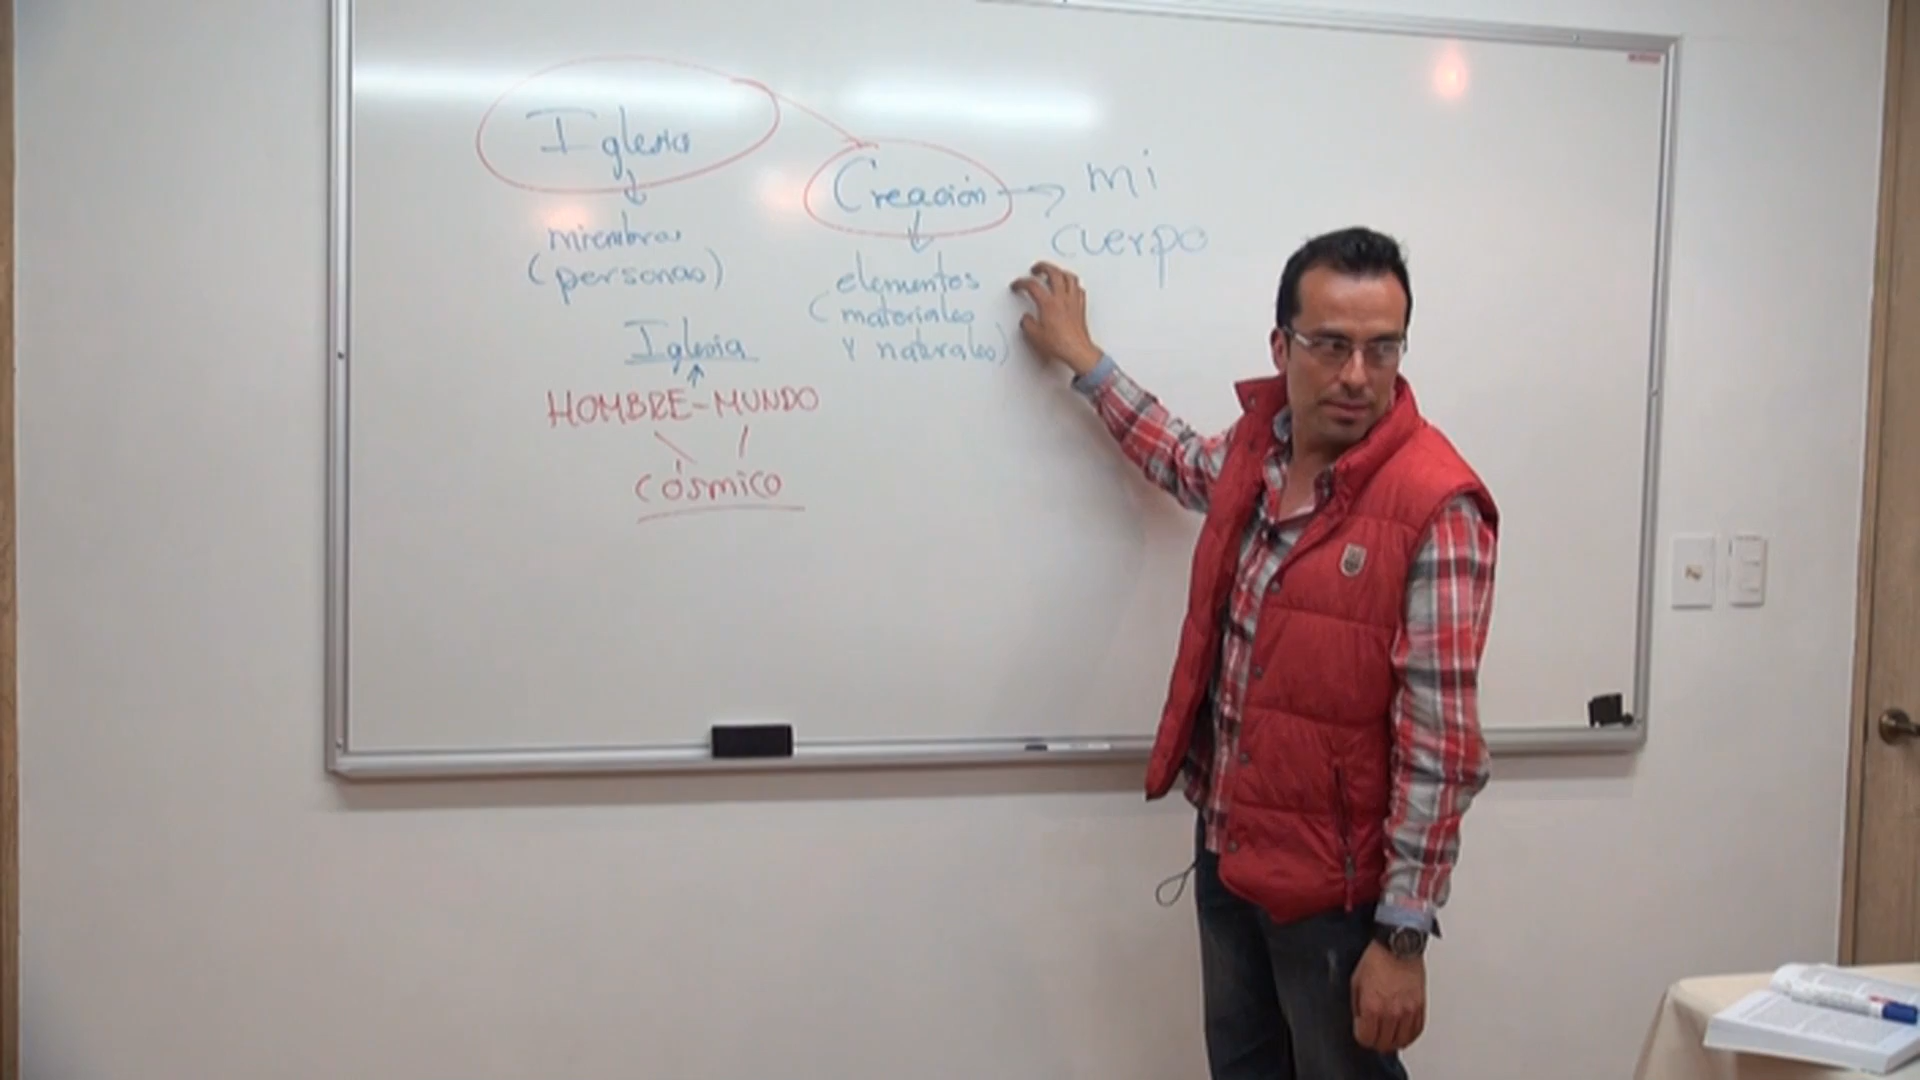 Iglesia
miembros
(personas)
Creación → mi
cuerpo
elementos
(materiales
y naturales)
Iglesia
HOMBRE-MUNDO
CÓSMICO